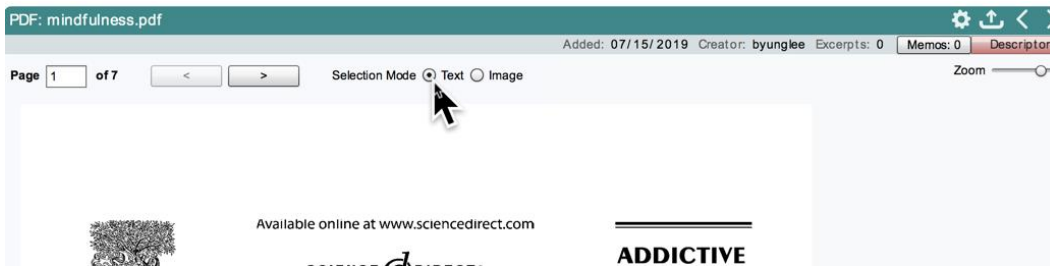 PDF: mindfulness.pdf
Added: 07/15/2019 Creator: byunglee Excerpts: 0 Memos: 0 Descriptor
Page 1 of 7 < > Selection Mode Text Image Zoom
Available online at www.sciencedirect.com
ADDICTIVE